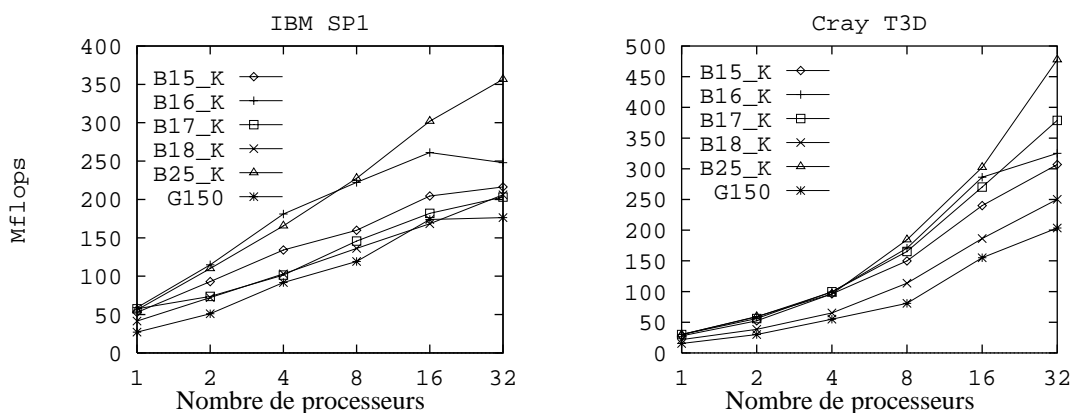 IBM SP1
400
350
300
250
200
150
100
50
0
Mflops
B15_K
B16_K
B17_K
B18_K
B25_K
G150
1 2 4 8 16 32
Nombre de processeurs
Cray T3D
500
450
400
350
300
250
200
150
100
50
0
B15_K
B16_K
B17_K
B18_K
B25_K
G150
1 2 4 8 16 32
Nombre de processeurs